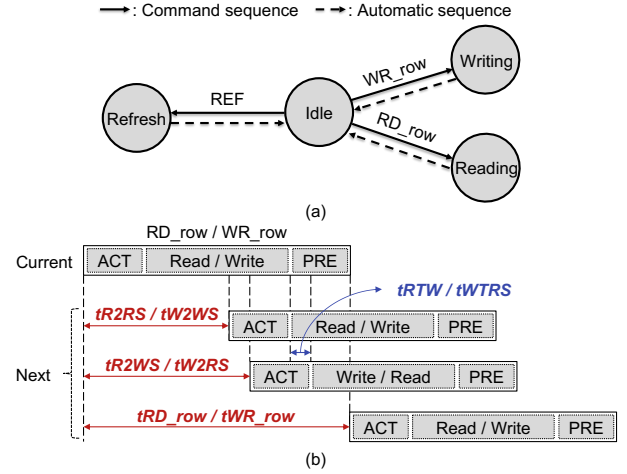 : Command sequence : Automatic sequence
Writing
WR_row
REF
Refresh
Idle
RD_row
Reading
(a)
RD_row / WR_row
Current ACT Read / Write PRE
tRTW / tWTRS
tR2RS / tW2WS ACT Read / Write PRE
Next
tR2WS / tW2RS ACT Write / Read PRE
tRD_row / tWR_row
ACT Read / Write PRE
(b)